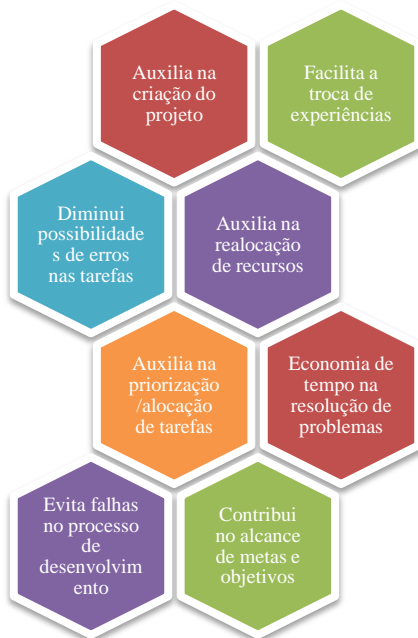 Auxilia na
criação do
projeto
Facilita a
troca de
experiências
Diminui
possibilidade
s de erros
nas tarefas
Auxilia na
realocação
de recursos
Auxilia na
priorização
/alocação
de tarefas
Economia de
tempo na
resolução de
problemas
Evita falhas
no processo
de
desenvolvim
ento
Contribui
no alcance
de metas e
objetivos